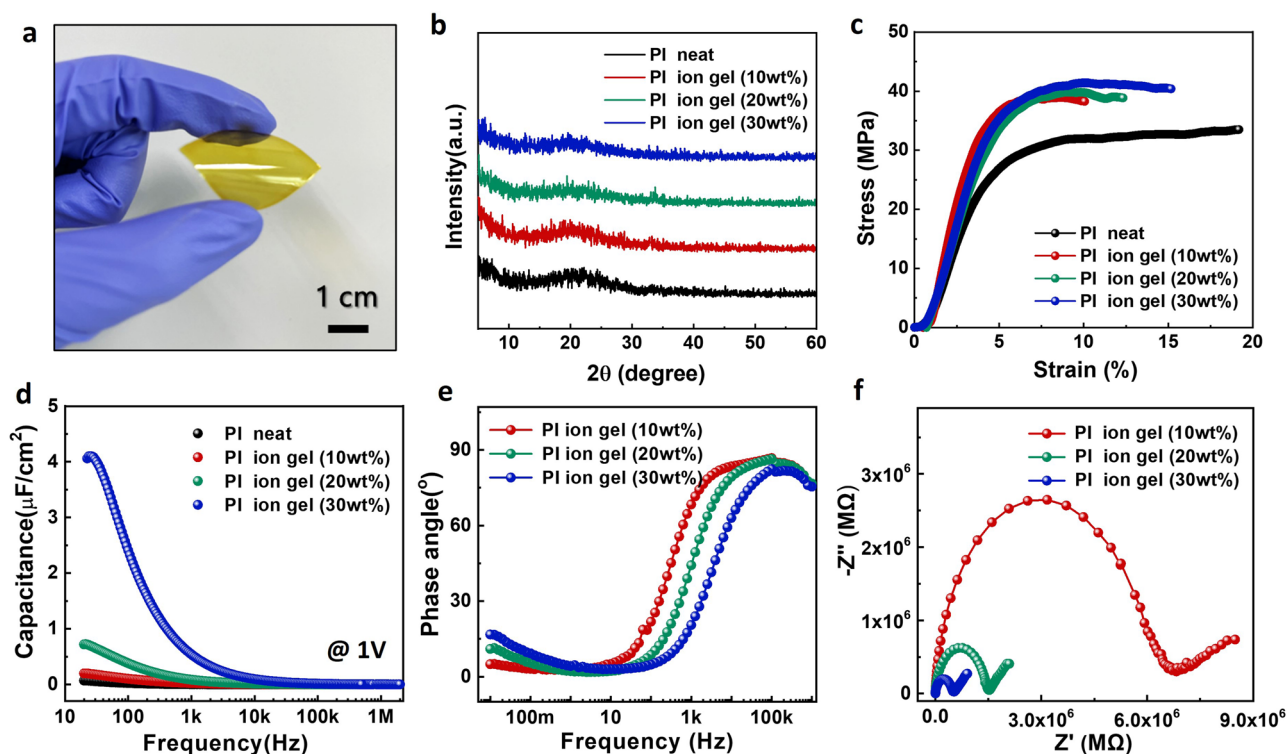 a
1 cm
b
PI neat
PI ion gel (10wt%)
PI ion gel (20wt%)
PI ion gel (30wt%)
Intensity(a.u.)
10 20 30 40 50 60
2θ (degree)
c
50
40
30
20
10
0
Stress (MPa)
PI neat
PI ion gel (10wt%)
PI ion gel (20wt%)
PI ion gel (30wt%)
0 5 10 15 20
Strain (%)
d
5
4
3
2
1
0
Capacitance(μF/cm²)
PI neat
PI ion gel (10wt%)
PI ion gel (20wt%)
PI ion gel (30wt%)
@ 1V
10 100 1k 10k 100k 1M
Frequency(Hz)
e
PI ion gel (10wt%)
PI ion gel (20wt%)
PI ion gel (30wt%)
90
60
30
0
Phase angle(°)
100m 10 1k 100k
Frequency (Hz)
f
PI ion gel (10wt%)
PI ion gel (20wt%)
PI ion gel (30wt%)
3x10⁶
2x10⁶
1x10⁶
0
-Z'' (MΩ)
0.0 3.0x10⁶ 6.0x10⁶ 9.0x10⁶
Z' (MΩ)